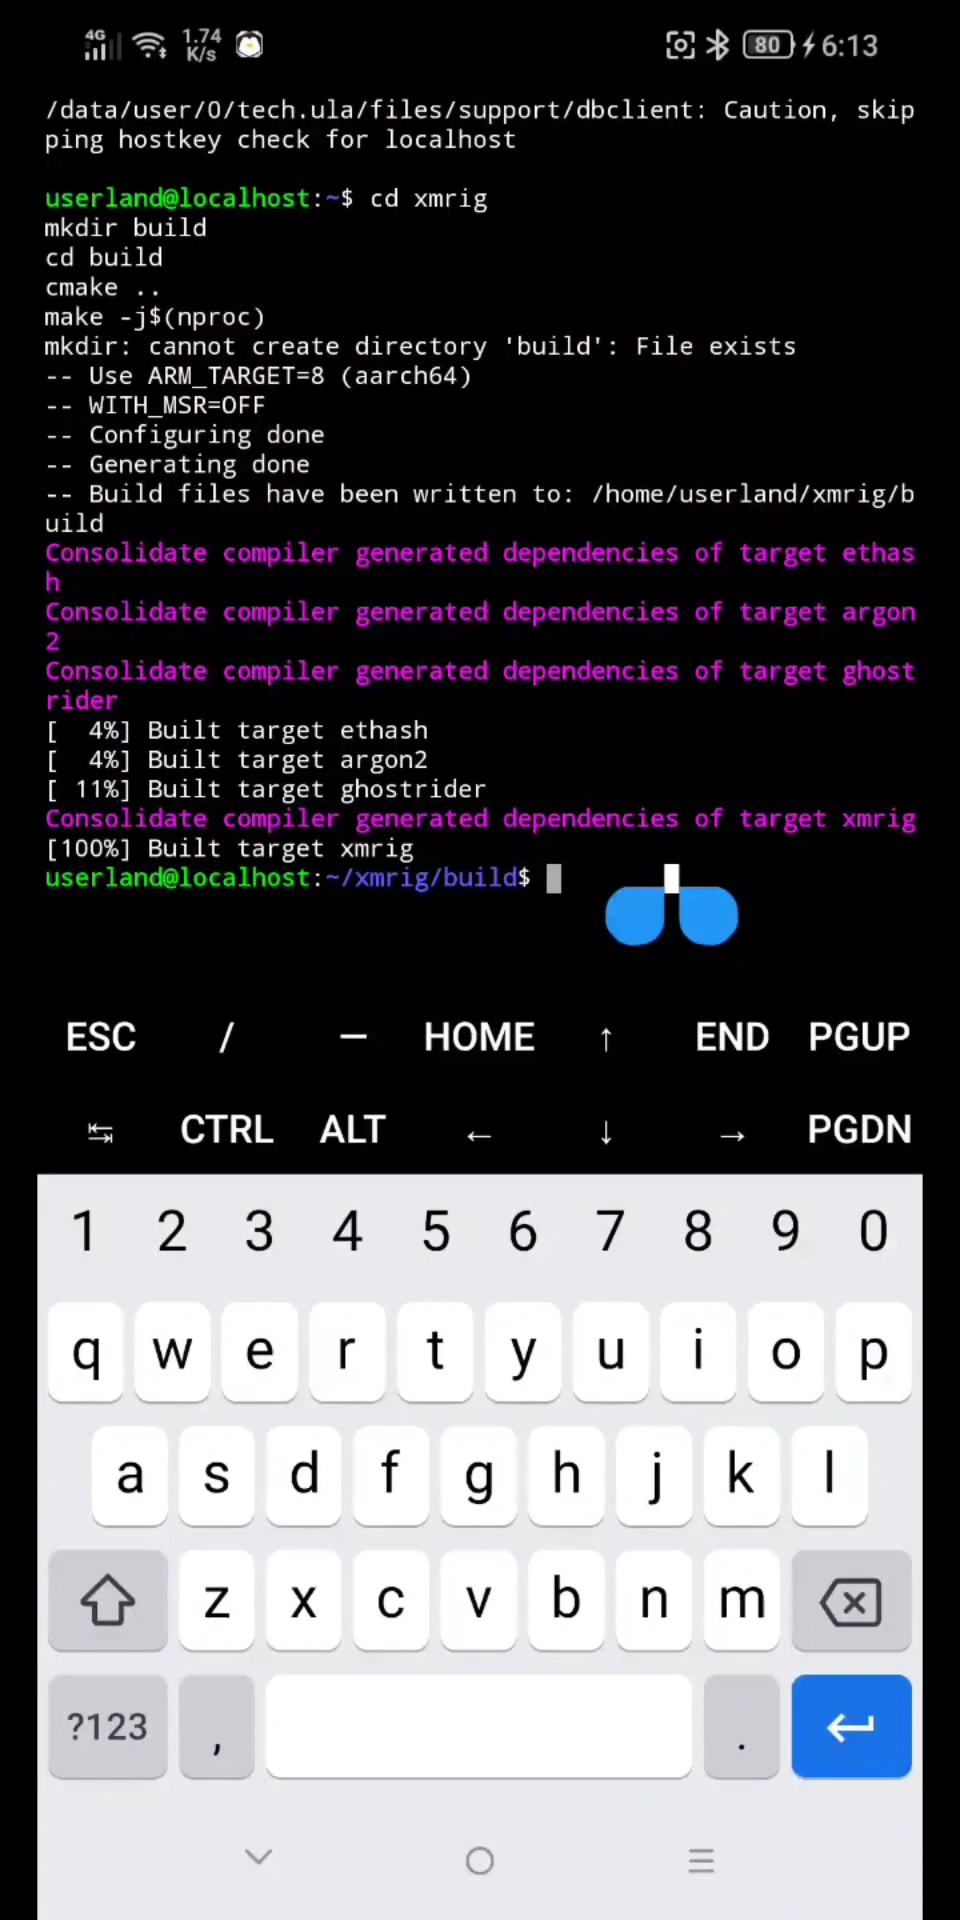 4G 1.74 K/s 80 6:13
/data/user/0/tech.ula/files/support/dbclient: Caution, skip
ping hostkey check for localhost
userland@localhost:~$ cd xmrig
mkdir build
cd build
cmake ..
make -j$(nproc)
mkdir: cannot create directory 'build': File exists
-- Use ARM_TARGET=8 (aarch64)
-- WITH_MSR=OFF
-- Configuring done
-- Generating done
-- Build files have been written to: /home/userland/xmrig/b
uild
Consolidate compiler generated dependencies of target ethas
h
Consolidate compiler generated dependencies of target argon
2
Consolidate compiler generated dependencies of target ghost
rider
[  4%] Built target ethash
[  4%] Built target argon2
[ 11%] Built target ghostrider
Consolidate compiler generated dependencies of target xmrig
[100%] Built target xmrig
userland@localhost:~/xmrig/build$
ESC / — HOME ↑ END PGUP
⇆ CTRL ALT ← ↓ → PGDN
1 2 3 4 5 6 7 8 9 0
q w e r t y u i o p
a s d f g h j k l
z x c v b n m
?123 , .